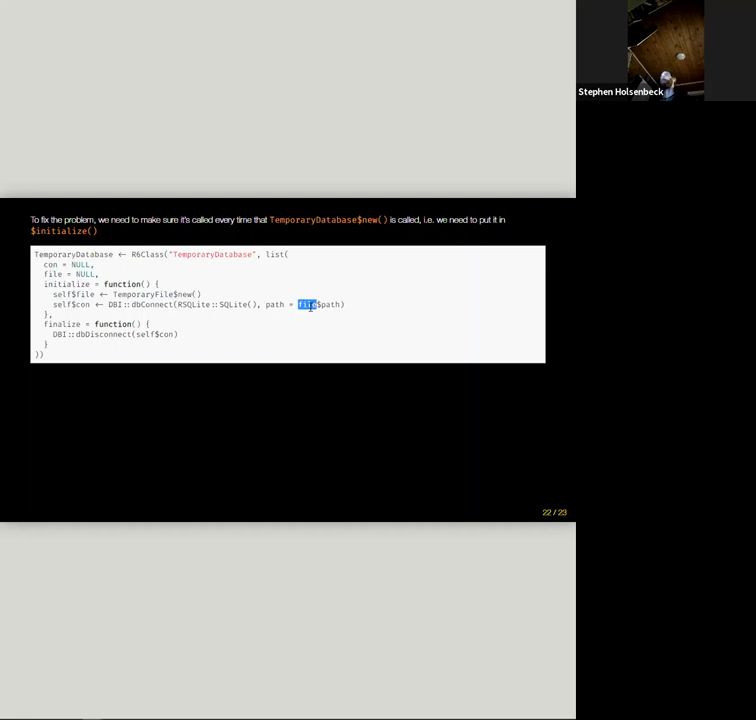 Stephen Holsenbeck
To fix the problem, we need to make sure it's called every time that TemporaryDatabase$new() is called, i.e. we need to put it in
$initialize()
TemporaryDatabase ← R6Class("TemporaryDatabase", list(
con = NULL,
file = NULL,
initialize = function() {
self$file ← TemporaryFile$new()
self$con ← DBI::dbConnect(RSQLite::SQLite(), path = file$path)
},
finalize = function() {
DBI::dbDisconnect(self$con)
}
))
22 / 23